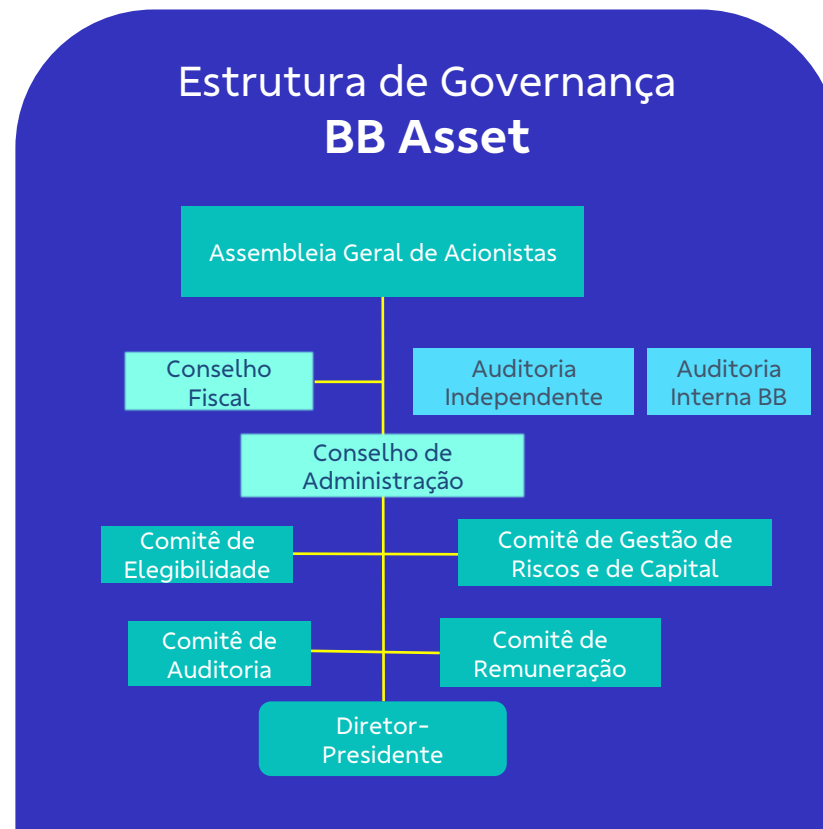 Estrutura de Governança
BB Asset
Assembleia Geral de Acionistas
Conselho
Fiscal
Auditoria
Independente
Auditoria
Interna BB
Conselho de
Administração
Comitê de
Elegibilidade
Comitê de Gestão de
Riscos e de Capital
Comitê de
Auditoria
Comitê de
Remuneração
Diretor-
Presidente